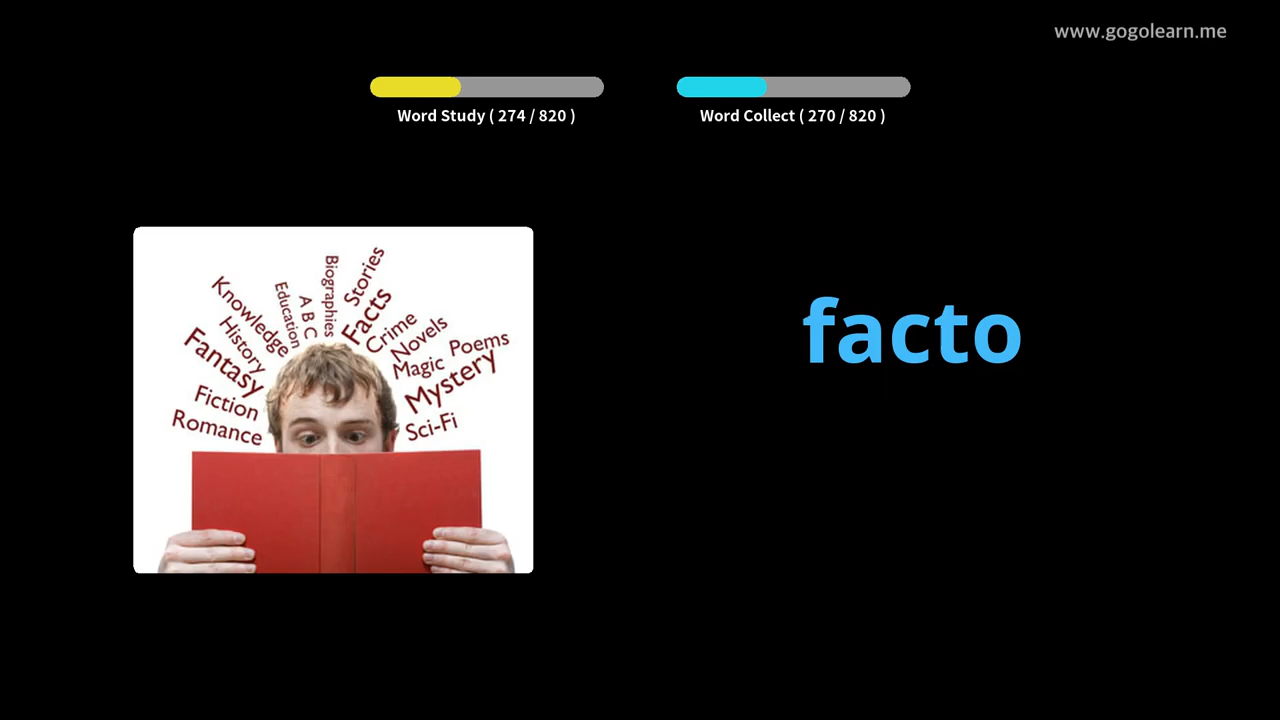 www.gogolearn.me
Word Study ( 274 / 820 )
Word Collect ( 270 / 820 )
facto
Biographies
Stories
Education
A B C
Facts
Knowledge
Crime
History
Novels
Poems
Fantasy
Magic
Mystery
Fiction
Romance
Sci-Fi